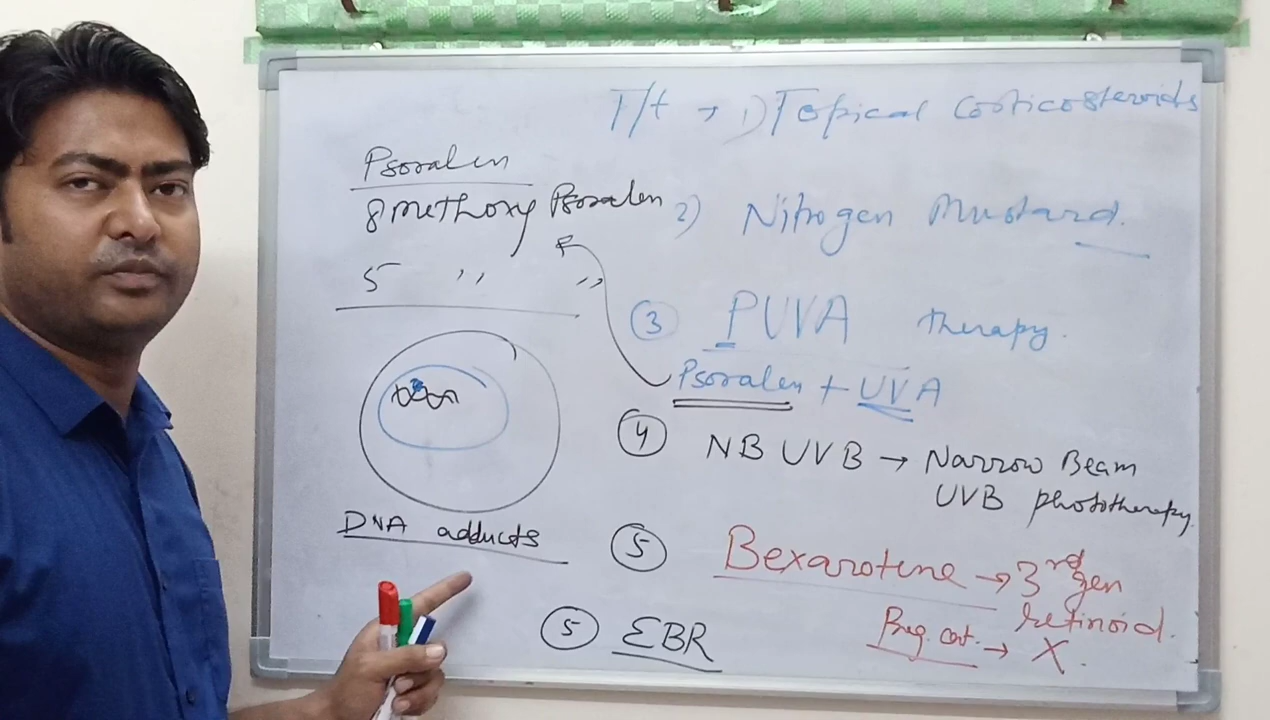 T/t → 1) Topical Corticosteroids
2) Nitrogen Mustard.
③ PUVA therapy.
Psoralen + UVA
④ NB UVB → Narrow Beam
UVB phototherapy.
⑤ Bexarotene → 3rd gen
retinoid.
Preg. cat. → X.
⑤ EBR
Psoralen
8 methoxy Psoralen
5 " "
DNA adducts